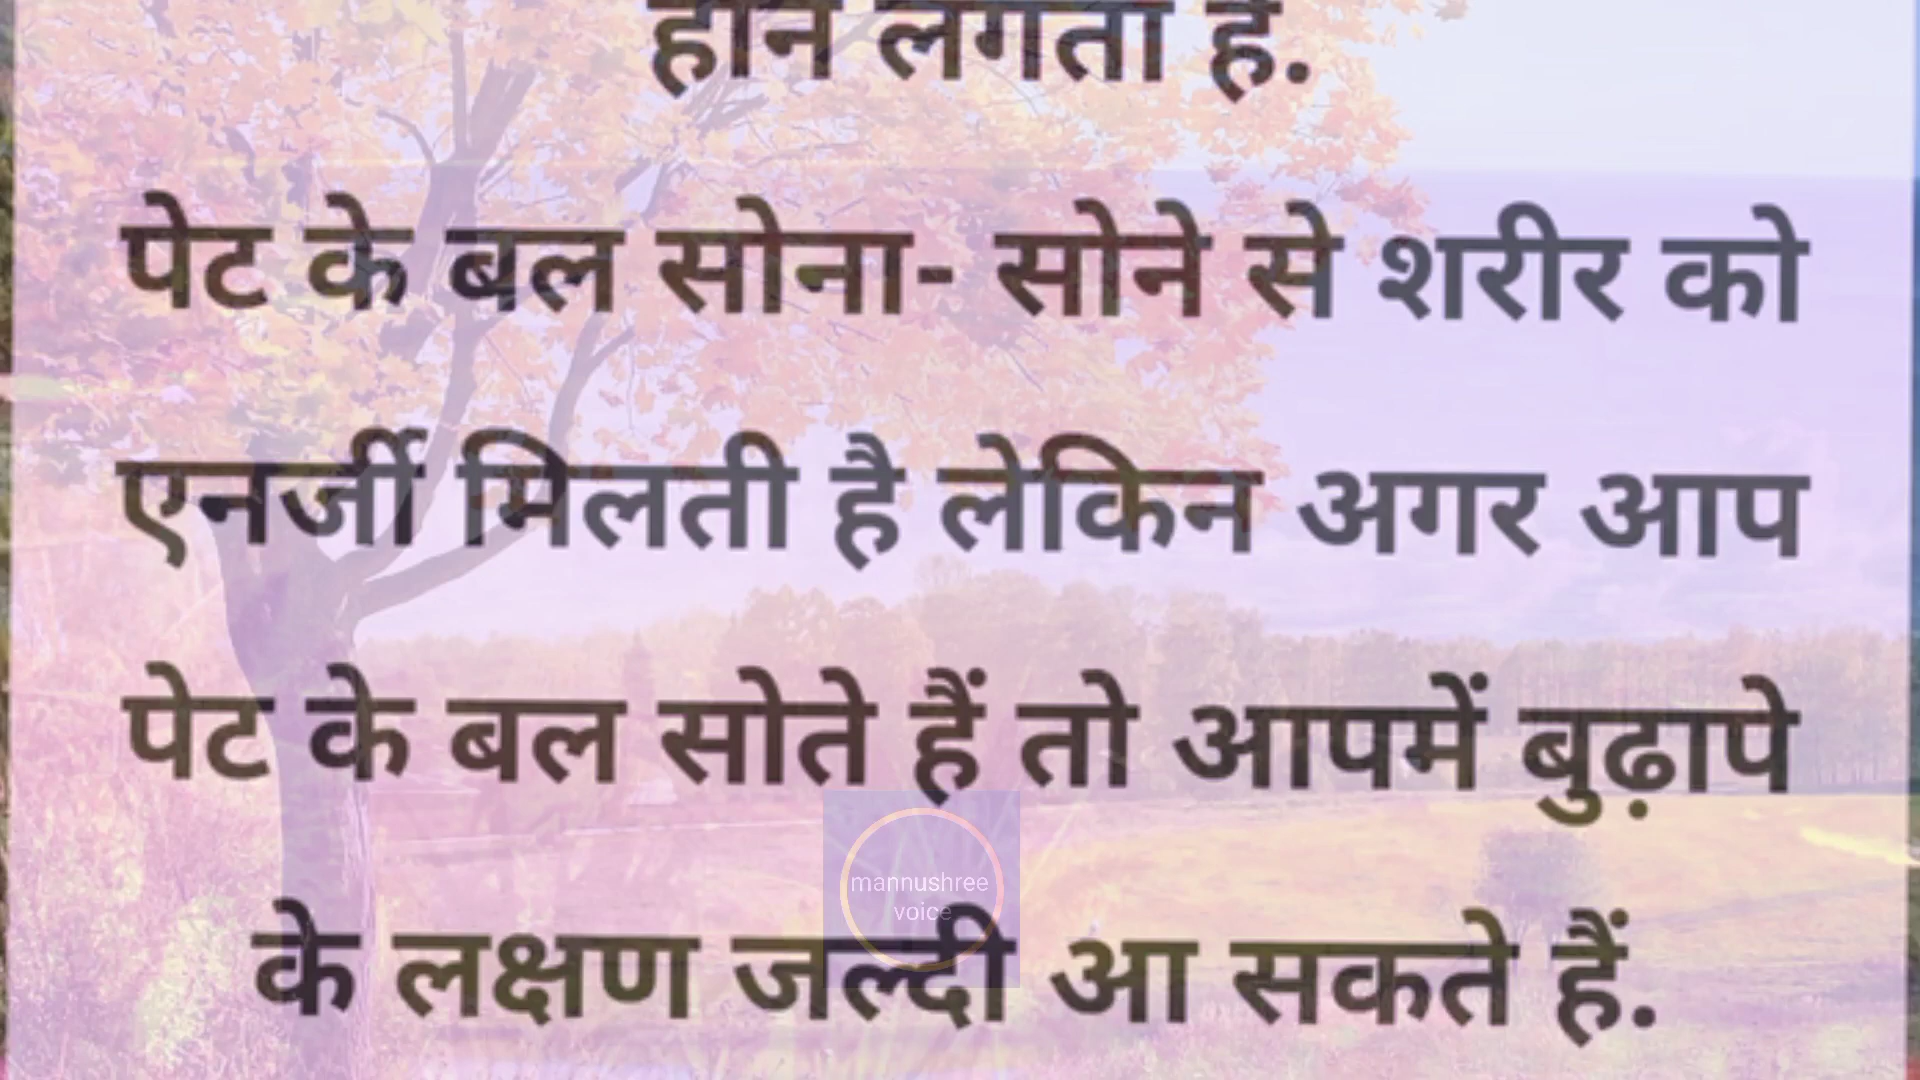 होने लगता है.
पेट के बल सोना- सोने से शरीर को
एनर्जी मिलती है लेकिन अगर आप
पेट के बल सोते हैं तो आपमें बुढ़ापे
mannushree
voice
के लक्षण जल्दी आ सकते हैं.